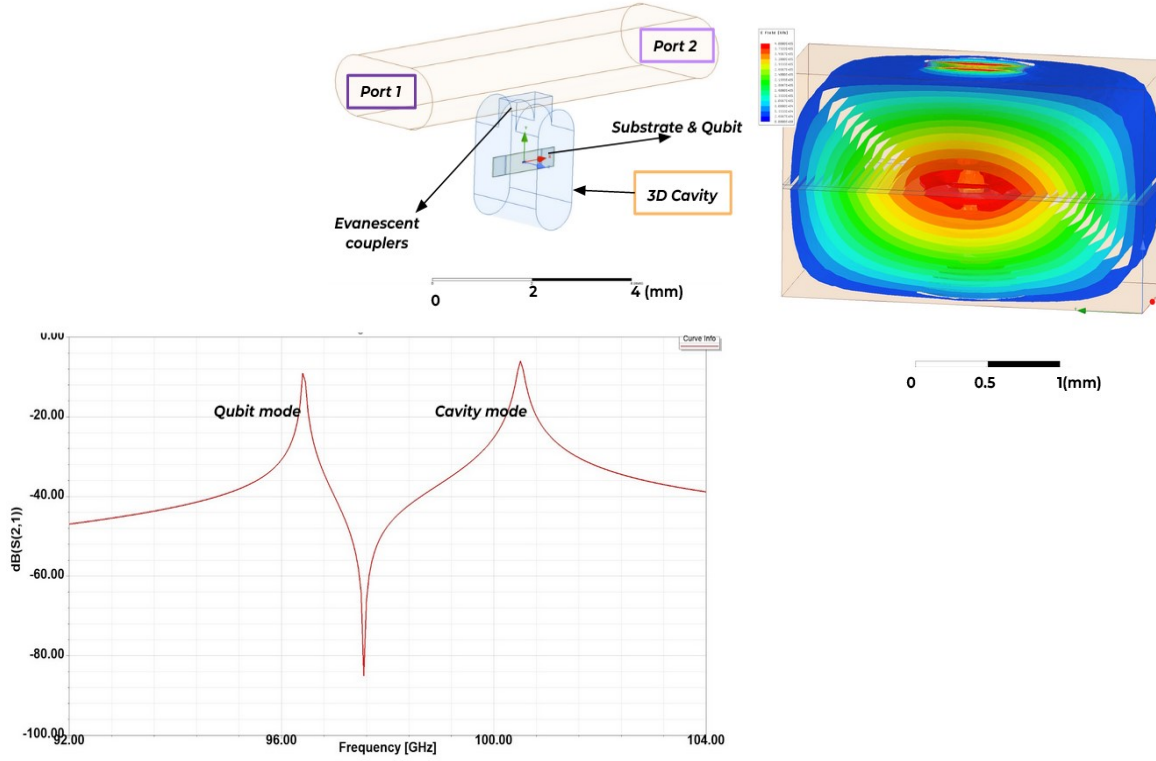 Port 2
Port 1
Substrate & Qubit
3D Cavity
Evanescent
couplers
0
2
4 (mm)
0
0.5
1(mm)
0.00
Curve Info
Qubit mode
Cavity mode
-20.00
-40.00
-60.00
-80.00
-100.00
dB(S(2,1))
92.00
96.00
100.00
104.00
Frequency [GHz]